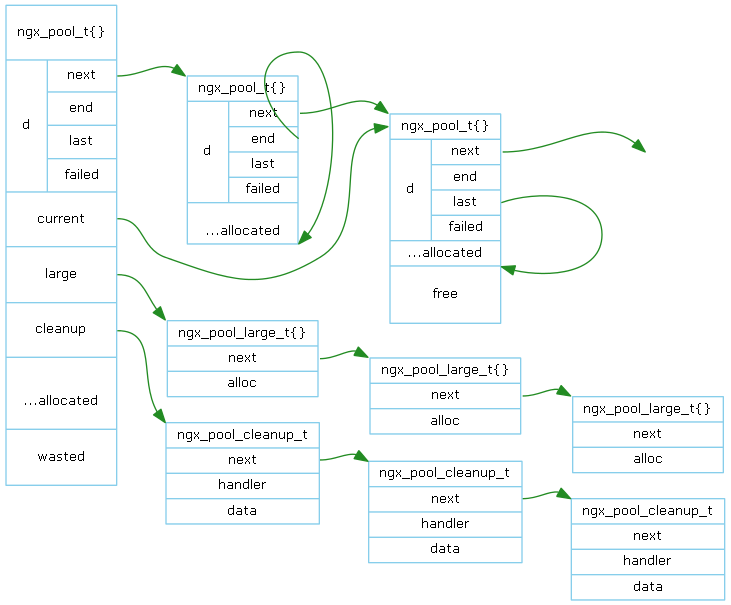 ngx_pool_t{}
d
next
end
last
failed
current
large
cleanup
...allocated
wasted
ngx_pool_t{}
d
next
end
last
failed
...allocated
ngx_pool_t{}
d
next
end
last
failed
...allocated
free
ngx_pool_large_t{}
next
alloc
ngx_pool_large_t{}
next
alloc
ngx_pool_large_t{}
next
alloc
ngx_pool_cleanup_t
next
handler
data
ngx_pool_cleanup_t
next
handler
data
ngx_pool_cleanup_t
next
handler
data